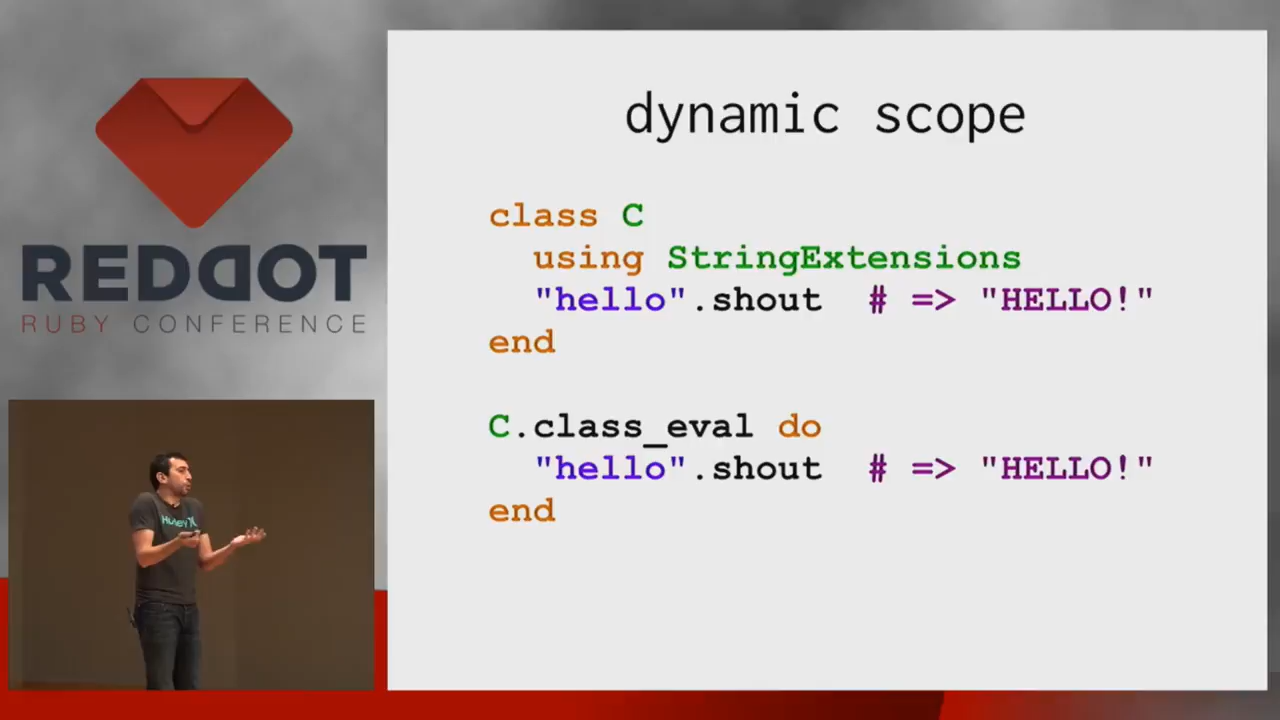 REDDOT
RUBY CONFERENCE
dynamic scope
class C
  using StringExtensions
  "hello".shout  # => "HELLO!"
end
C.class_eval do
  "hello".shout  # => "HELLO!"
end